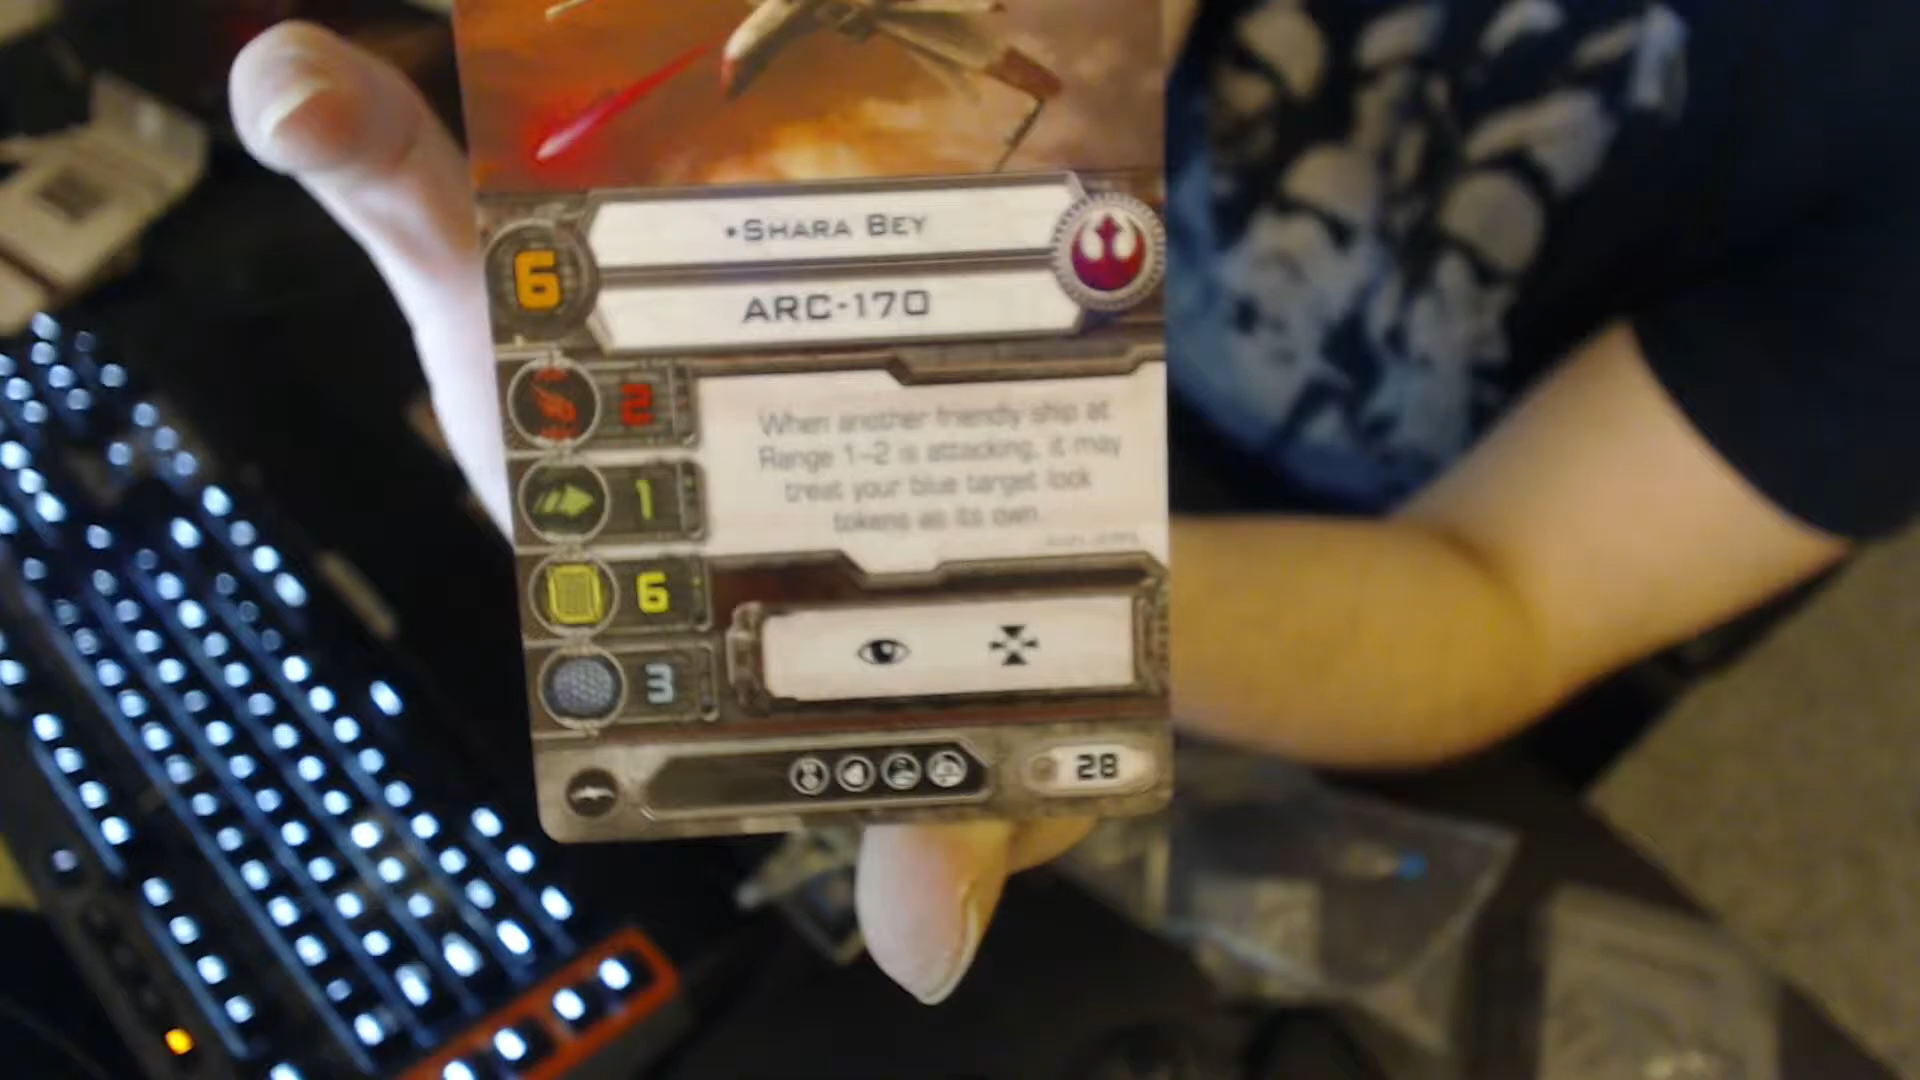 •SHARA BEY
6
ARC-170
2
When another friendly ship at
Range 1-2 is attacking, it may
treat your blue target lock
tokens as its own.
1
6
3
28